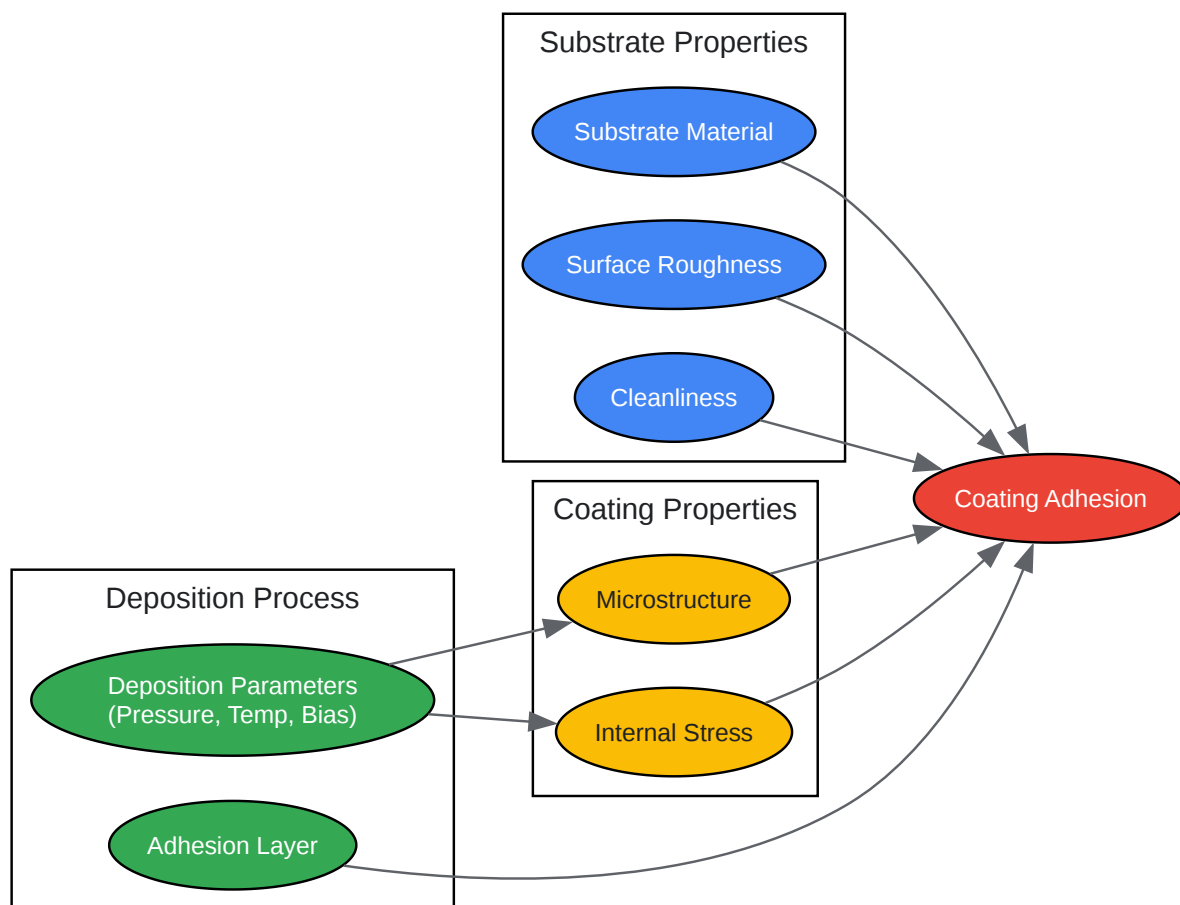 Substrate Properties
Substrate Material
Surface Roughness
Cleanliness
Coating Adhesion
Coating Properties
Microstructure
Internal Stress
Deposition Process
Deposition Parameters
(Pressure, Temp, Bias)
Adhesion Layer